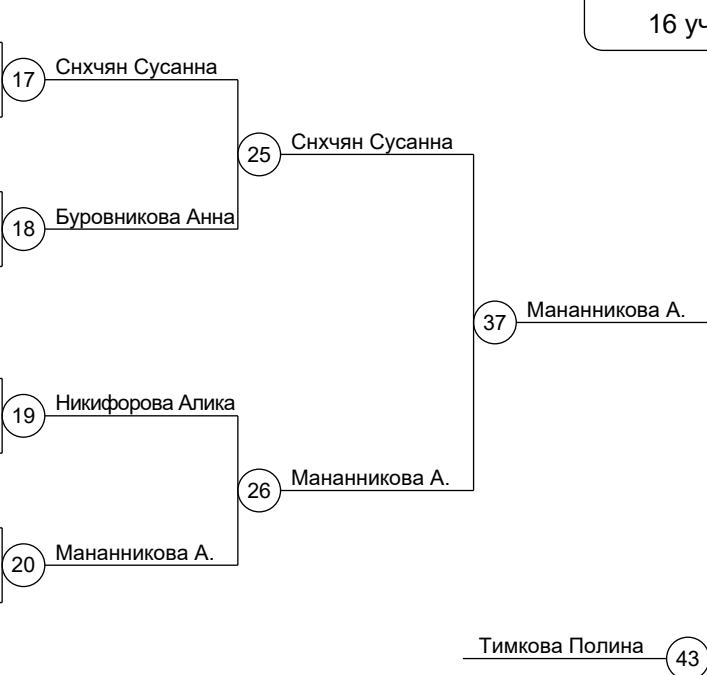 16 уч
17 Снхчян Сусанна
25 Снхчян Сусанна
18 Буровникова Анна
37 Мананникова А.
19 Никифорова Алика
26 Мананникова А.
20 Мананникова А.
Тимкова Полина 43